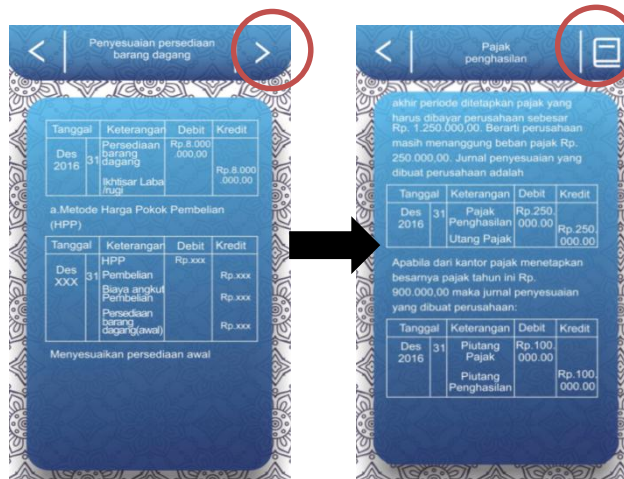 Penyesuaian persediaan
barang dagang
Tanggal Keterangan Debit Kredit
Des 2016 31 Persediaan barang dagang Rp.8.000.000,00
Ikhtisar Laba /rugi Rp.8.000.000,00
a.Metode Harga Pokok Pembelian
(HPP)
Tanggal Keterangan Debit Kredit
Des XXX 31 HPP Rp.xxx
Pembelian Rp.xxx
Biaya angkut Pembelian Rp.xxx
Persediaan barang dagang(awal) Rp.xxx
Menyesuaikan persediaan awal
Pajak
penghasilan
akhir periode ditetapkan pajak yang
harus dibayar perusahaan sebesar
Rp. 1.250.000,00. Berarti perusahaan
masih menanggung beban pajak Rp.
250.000,00. Jurnal penyesuaian yang
dibuat perusahaan adalah
Tanggal Keterangan Debit Kredit
Des 2016 31 Pajak Penghasilan Rp.250.000.00
Utang Pajak Rp.250.000.00
Apabila dari kantor pajak menetapkan
besarnya pajak tahun ini Rp.
900.000,00 maka jurnal penyesuaian
yang dibuat perusahaan:
Tanggal Keterangan Debit Kredit
Des 2016 31 Piutang Pajak Rp.100.000.00
Piutang Penghasilan Rp.100.000.00